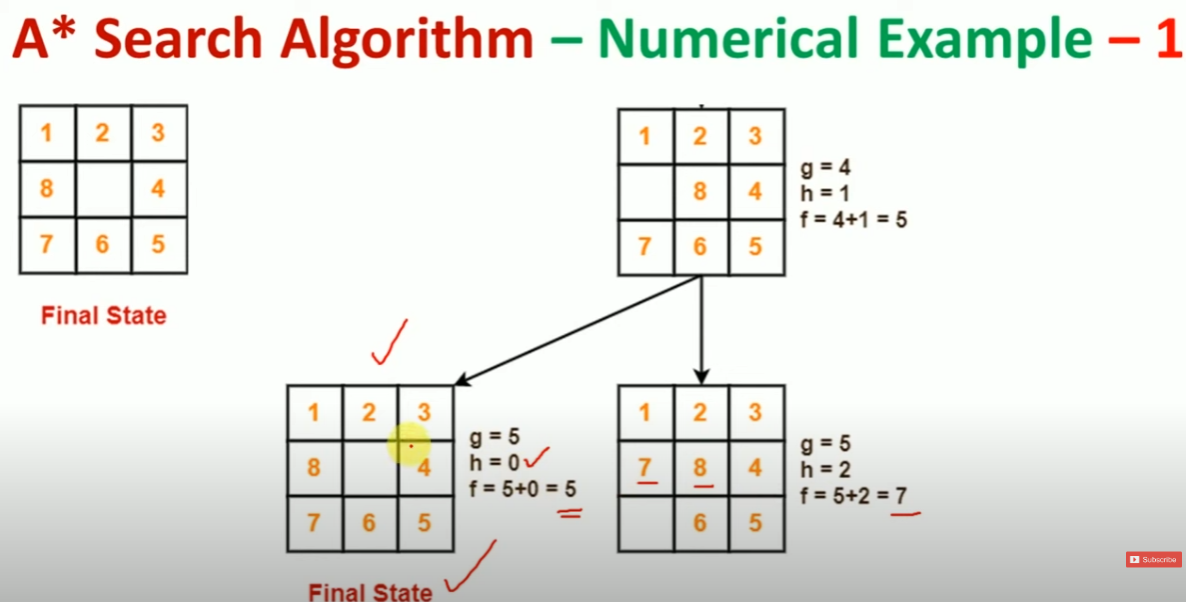 A* Search Algorithm – Numerical Example – 1
1 2 3
8 4
7 6 5
Final State
1 2 3
8 4
7 6 5
g = 4
h = 1
f = 4+1 = 5
1 2 3
8 4
7 6 5
g = 5
h = 0
f = 5+0 = 5
Final State
1 2 3
7 8 4
6 5
g = 5
h = 2
f = 5+2 = 7
Subscribe